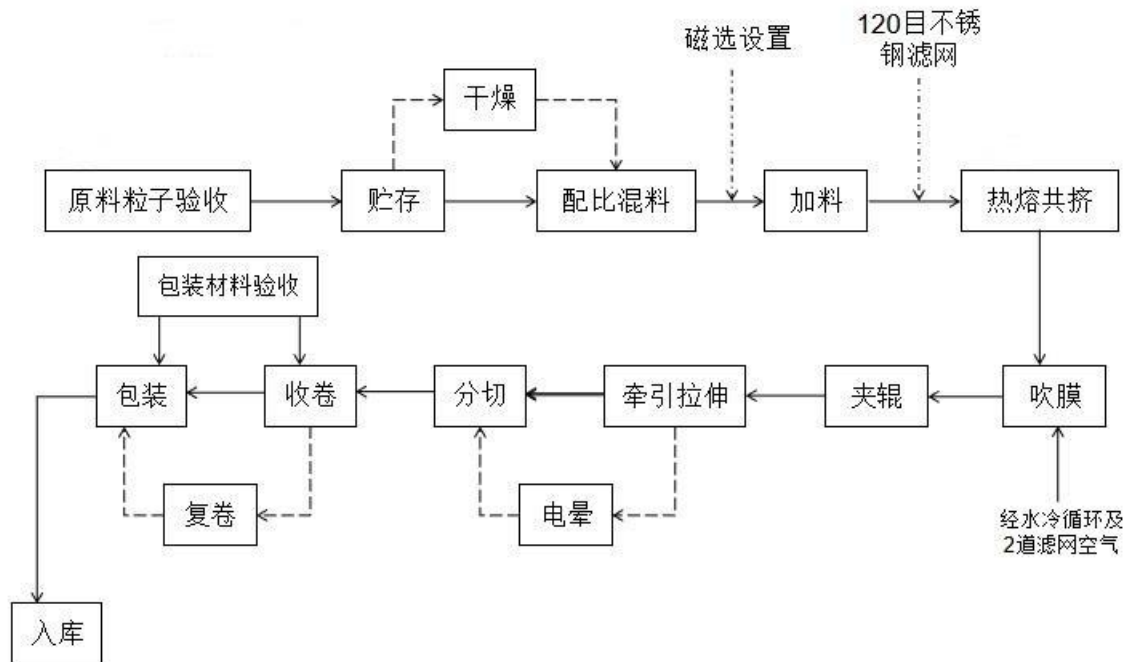 磁选设置
120目不锈
钢滤网
干燥
原料粒子验收
贮存
配比混料
加料
热熔共挤
包装材料验收
包装
收卷
分切
牵引拉伸
夹辊
吹膜
复卷
电晕
经水冷循环及
2道滤网空气
入库